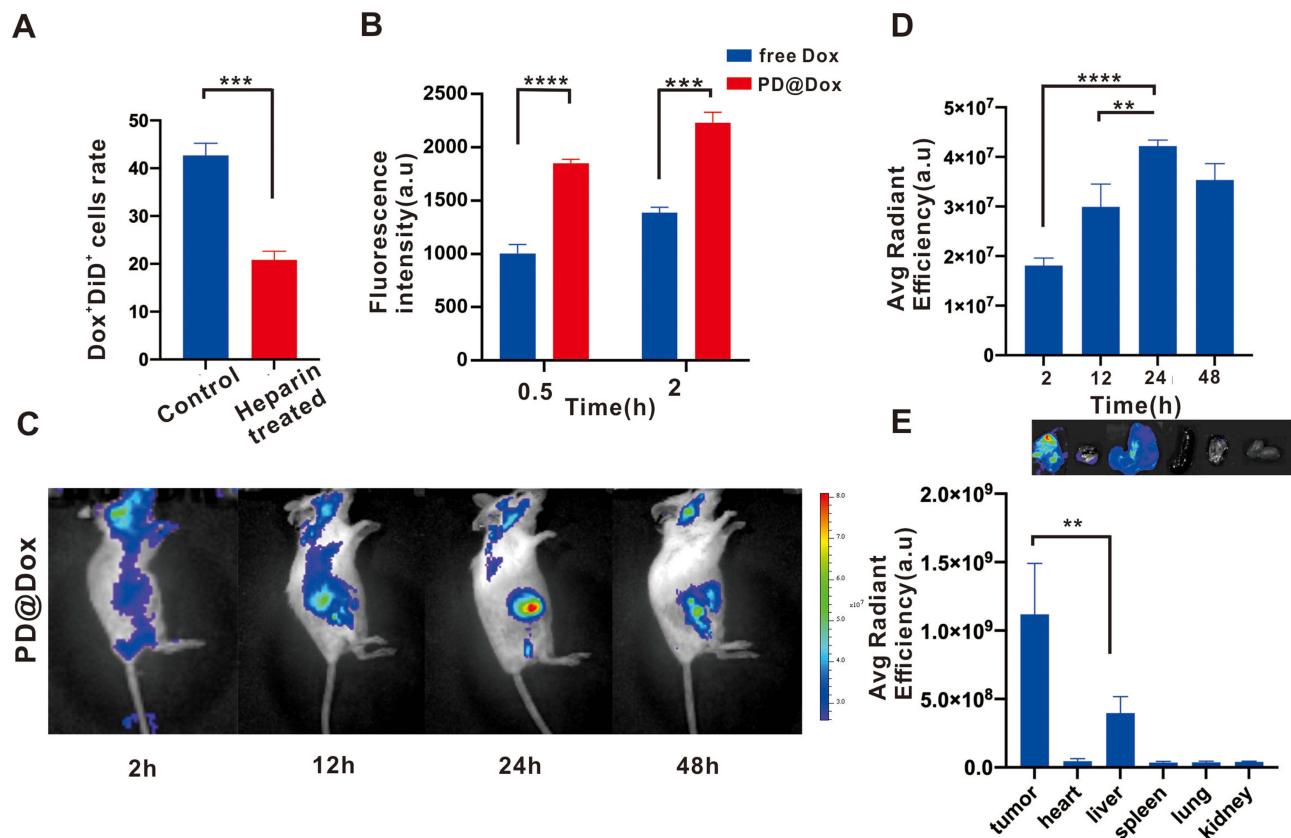 A
***
Dox⁺DiD⁺ cells rate
50
40
30
20
10
0
Control
Heparin
treated
B
free Dox
PD@Dox
****
***
Fluorescence
intensity(a.u)
2500
2000
1500
1000
500
0
0.5
2
Time(h)
D
****
**
Avg Radiant
Efficiency(a.u)
5×10⁷
4×10⁷
3×10⁷
2×10⁷
1×10⁷
0
2
12
24
48
Time(h)
C
PD@Dox
8.0
7.0
6.0
5.0
4.0
3.0
x10⁷
2h
12h
24h
48h
E
**
Avg Radiant
Efficiency(a.u)
2.0×10⁹
1.5×10⁹
1.0×10⁹
5.0×10⁸
0.0
tumor
heart
liver
spleen
lung
kidney